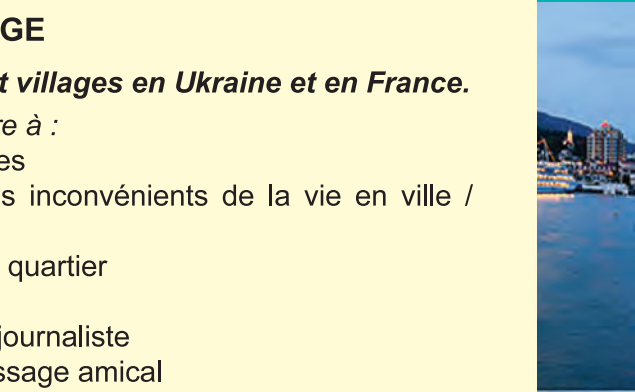 GE
villages en Ukraine et en France.
re à :
es
s inconvénients de la vie en ville /
quartier
journaliste
ssage amical